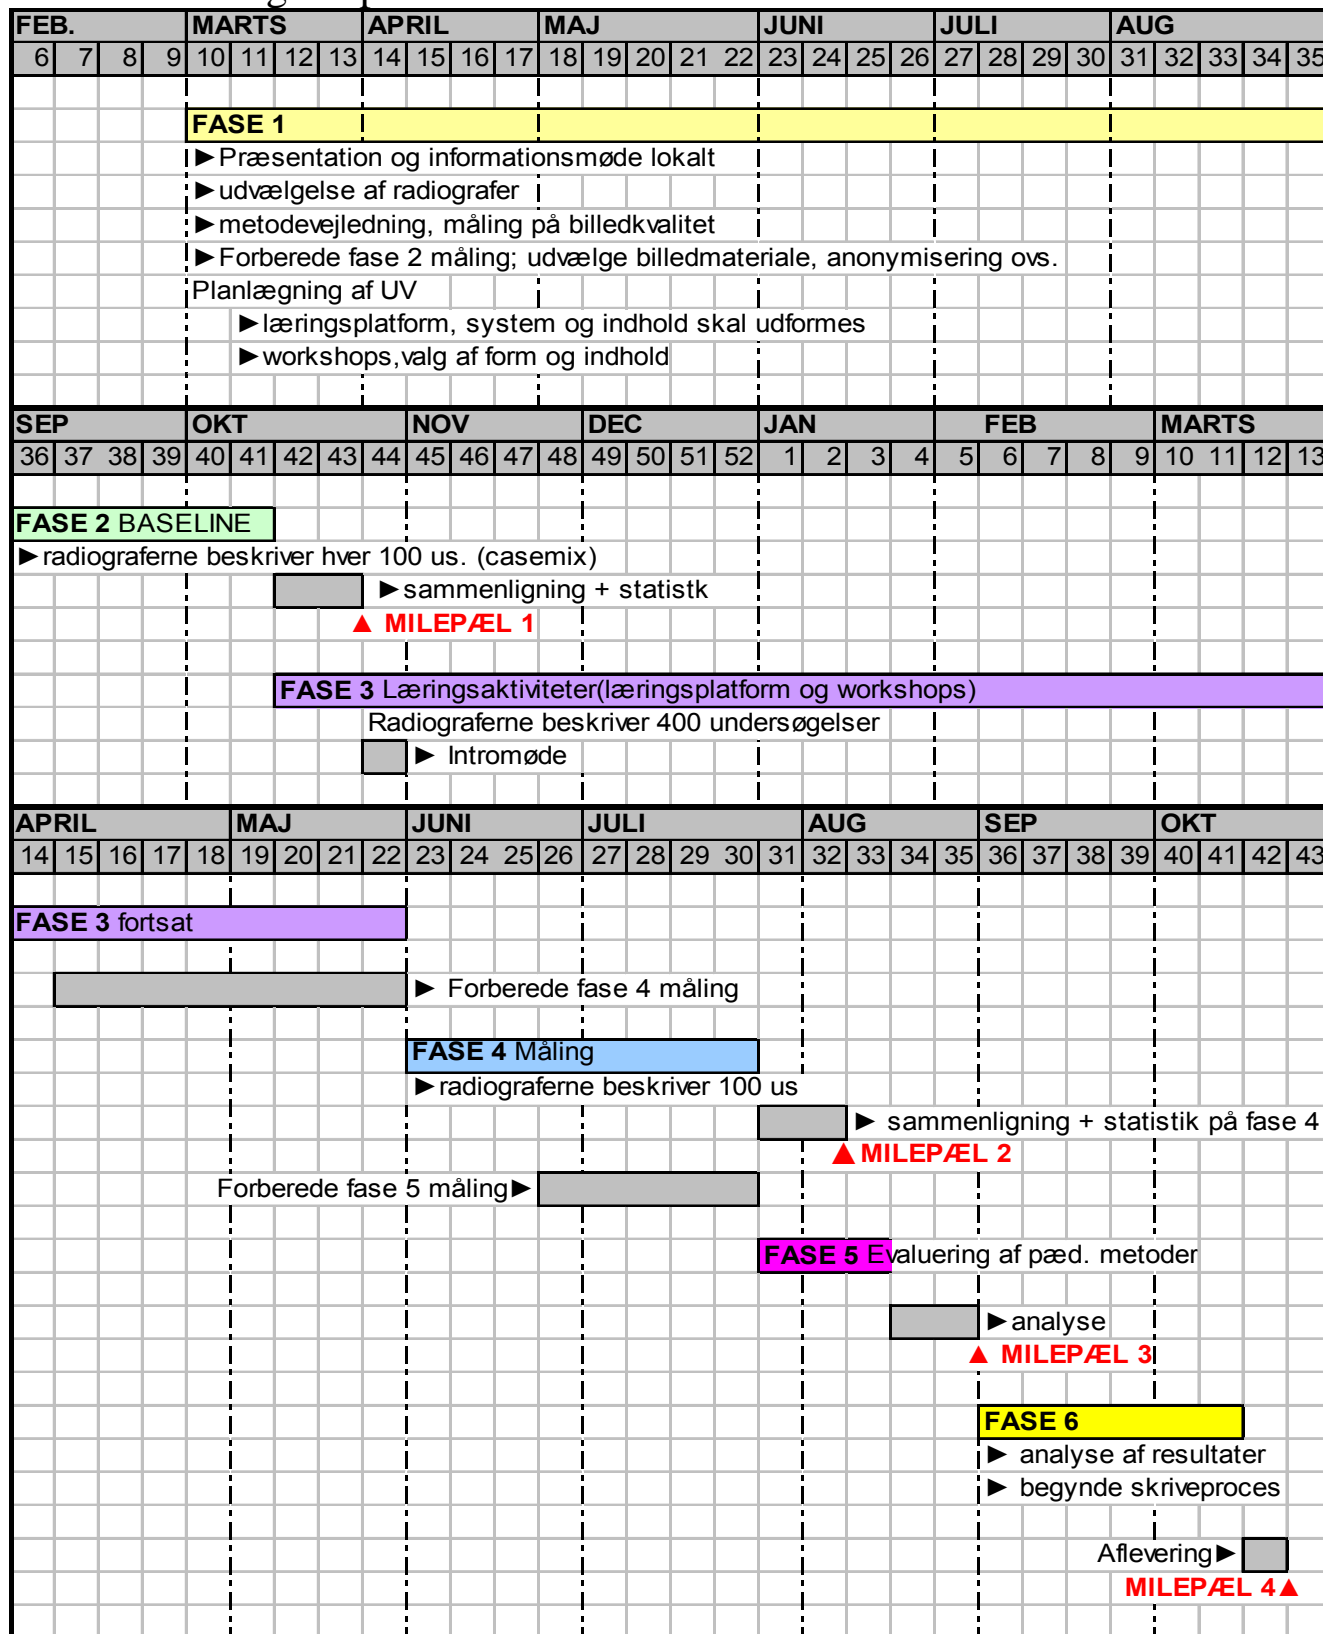 FEB. MARTS APRIL MAJ JUNI JULI AUG
6 7 8 9 10 11 12 13 14 15 16 17 18 19 20 21 22 23 24 25 26 27 28 29 30 31 32 33 34 35
FASE 1
►Præsentation og informationsmøde lokalt
►udvælgelse af radiografer
►metodevejledning, måling på billedkvalitet
►Forberede fase 2 måling; udvælge billedmateriale, anonymisering ovs.
Planlægning af UV
►læringsplatform, system og indhold skal udformes
►workshops,valg af form og indhold
SEP OKT NOV DEC JAN FEB MARTS
36 37 38 39 40 41 42 43 44 45 46 47 48 49 50 51 52 1 2 3 4 5 6 7 8 9 10 11 12 13
FASE 2 BASELINE
►radiograferne beskriver hver 100 us. (casemix)
►sammenligning + statistk
▲ MILEPÆL 1
FASE 3 Læringsaktiviteter(læringsplatform og workshops)
Radiograferne beskriver 400 undersøgelser
► Intromøde
APRIL MAJ JUNI JULI AUG SEP OKT
14 15 16 17 18 19 20 21 22 23 24 25 26 27 28 29 30 31 32 33 34 35 36 37 38 39 40 41 42 43
FASE 3 fortsat
► Forberede fase 4 måling
FASE 4 Måling
►radiograferne beskriver 100 us
► sammenligning + statistik på fase 4
▲MILEPÆL 2
Forberede fase 5 måling►
FASE 5 Evaluering af pæd. metoder
►analyse
▲ MILEPÆL 3
FASE 6
► analyse af resultater
► begynde skriveproces
Aflevering►
MILEPÆL 4▲